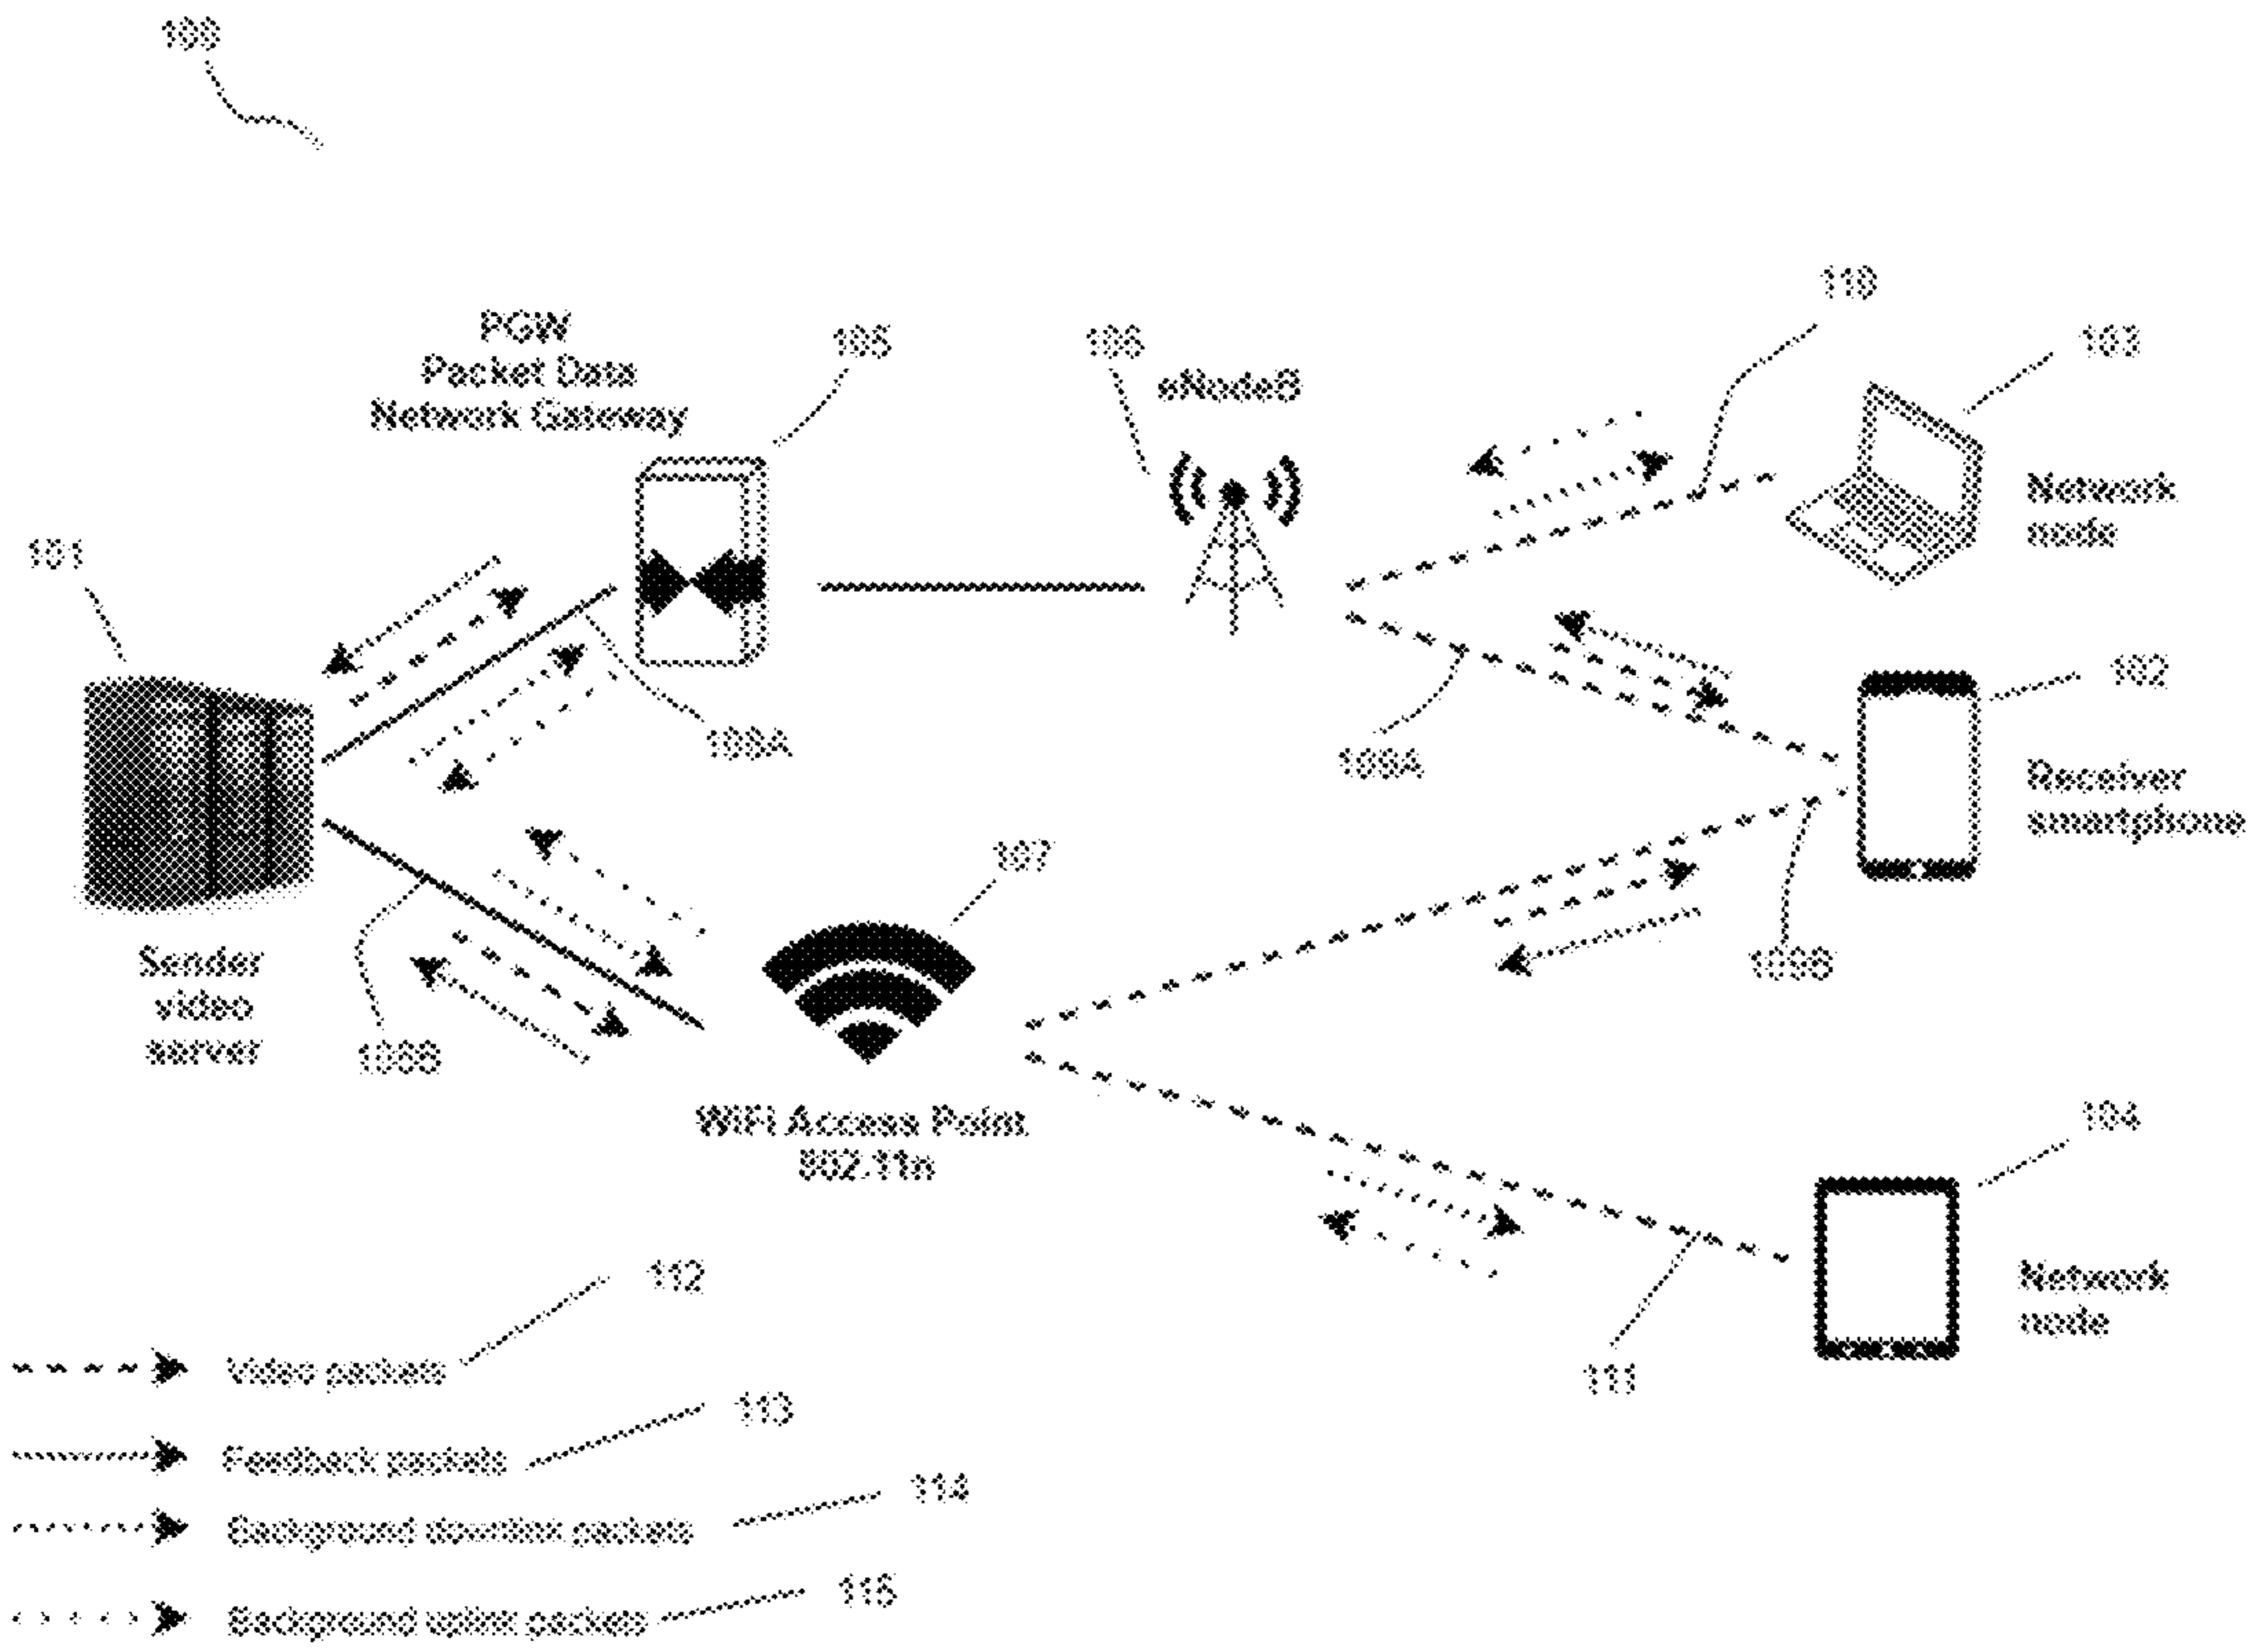 100
110
PGW
Packet Data
Network Gateway
105
106
eNodeB
103
Network
node
101
102
108A
109A
Receiver
smartphone
107
109B
Sender
video
server
108B
WiFi Access Point
802.11n
104
112
Network
node
111
Video packets
113
Feedback packets
114
Background downlink packets
115
Background uplink packets